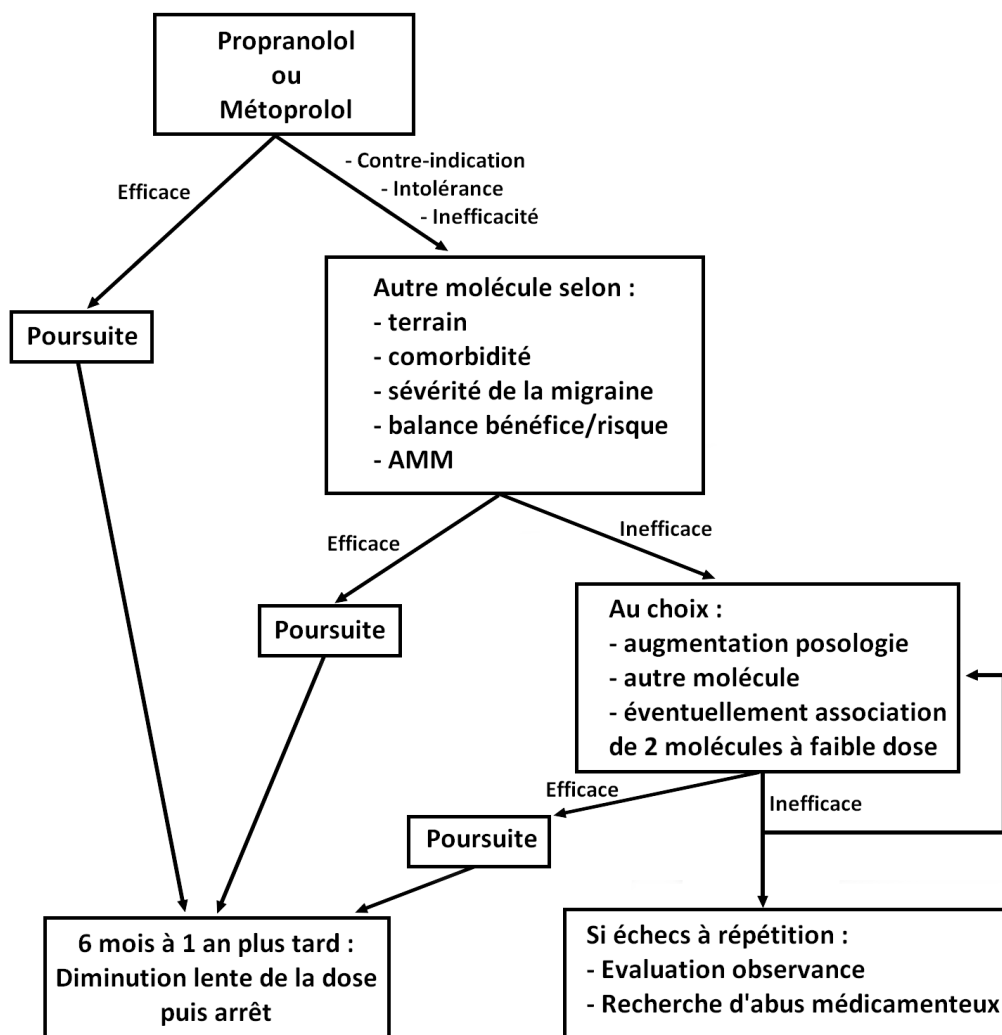 Propranolol
ou
Métoprolol
Efficace
- Contre-indication
- Intolérance
- Inefficacité
Poursuite
Autre molécule selon :
- terrain
- comorbidité
- sévérité de la migraine
- balance bénéfice/risque
- AMM
Efficace
Inefficace
Poursuite
Au choix :
- augmentation posologie
- autre molécule
- éventuellement association
de 2 molécules à faible dose
Efficace
Inefficace
Poursuite
6 mois à 1 an plus tard :
Diminution lente de la dose
puis arrêt
Si échecs à répétition :
- Evaluation observance
- Recherche d'abus médicamenteux